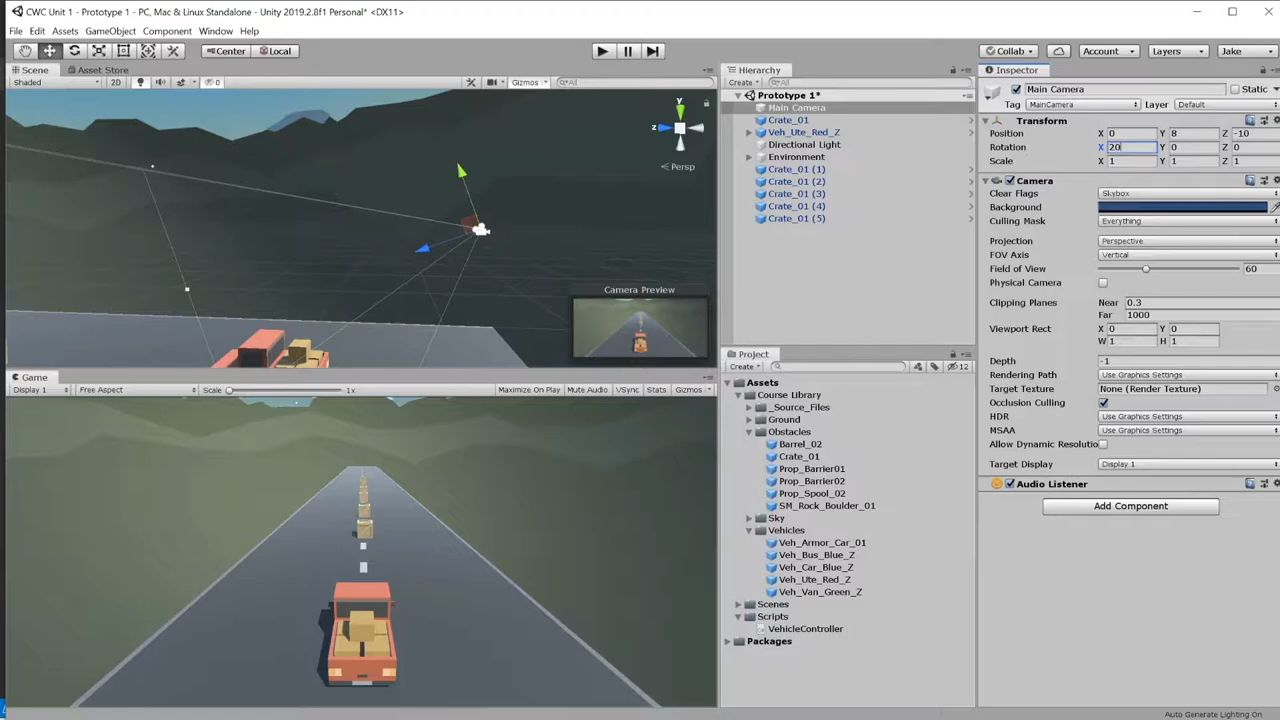 CWC Unit 1 - Prototype 1 - PC, Mac & Linux Standalone - Unity 2019.2.8f1 Personal* <DX11>
File Edit Assets GameObject Component Window Help
Center Local Collab Account Layers Jake
Scene Asset Store
Shaded 2D 0 Gizmos All
y
z
Persp
Camera Preview
Game
Display 1 Free Aspect Scale 1x Maximize On Play Mute Audio VSync Stats Gizmos
Hierarchy
Create All
Prototype 1*
Main Camera
Crate_01
Veh_Ute_Red_Z
Directional Light
Environment
Crate_01 (1)
Crate_01 (2)
Crate_01 (3)
Crate_01 (4)
Crate_01 (5)
Project
Create 12
Assets
Course Library
_Source_Files
Ground
Obstacles
Barrel_02
Crate_01
Prop_Barrier01
Prop_Barrier02
Prop_Spool_02
SM_Rock_Boulder_01
Sky
Vehicles
Veh_Armor_Car_01
Veh_Bus_Blue_Z
Veh_Car_Blue_Z
Veh_Ute_Red_Z
Veh_Van_Green_Z
Scenes
Scripts
VehicleController
Packages
Inspector
Main Camera Static
Tag MainCamera Layer Default
Transform
Position X 0 Y 8 Z -10
Rotation X 20 Y 0 Z 0
Scale X 1 Y 1 Z 1
Camera
Clear Flags Skybox
Background
Culling Mask Everything
Projection Perspective
FOV Axis Vertical
Field of View 60
Physical Camera
Clipping Planes Near 0.3
Far 1000
Viewport Rect X 0 Y 0
W 1 H 1
Depth -1
Rendering Path Use Graphics Settings
Target Texture None (Render Texture)
Occlusion Culling
HDR Use Graphics Settings
MSAA Use Graphics Settings
Allow Dynamic Resolutio
Target Display Display 1
Audio Listener
Add Component
Auto Generate Lighting On